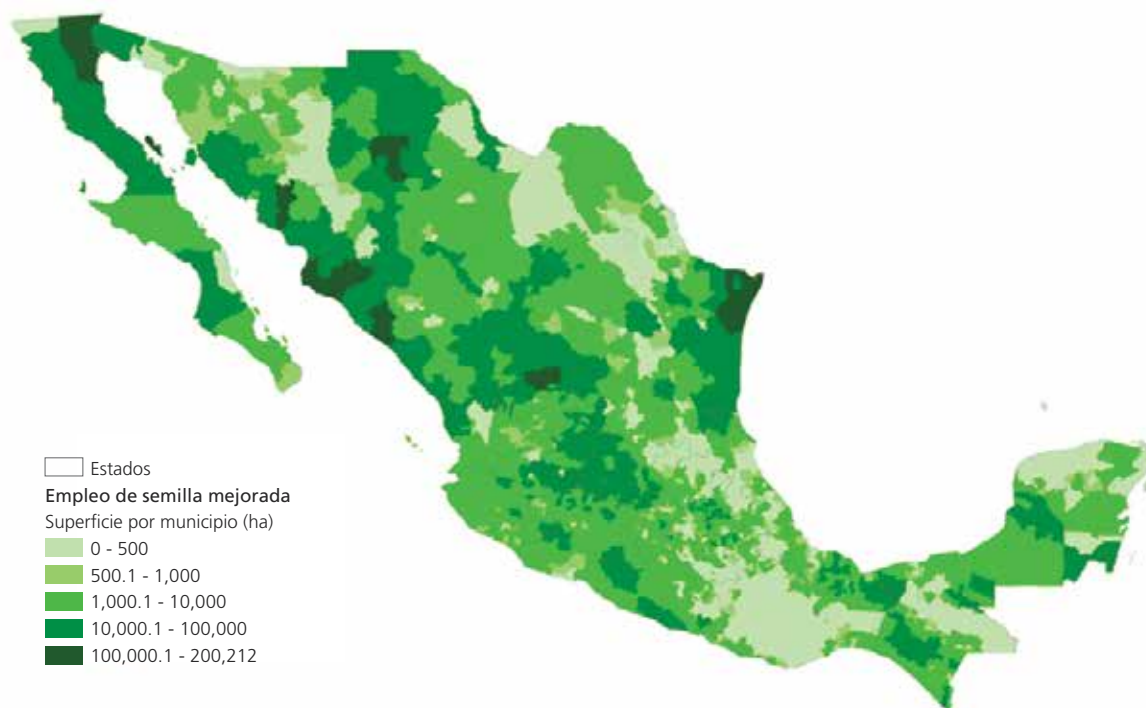 Estados
Empleo de semilla mejorada
Superficie por municipio (ha)
0 - 500
500.1 - 1,000
1,000.1 - 10,000
10,000.1 - 100,000
100,000.1 - 200,212